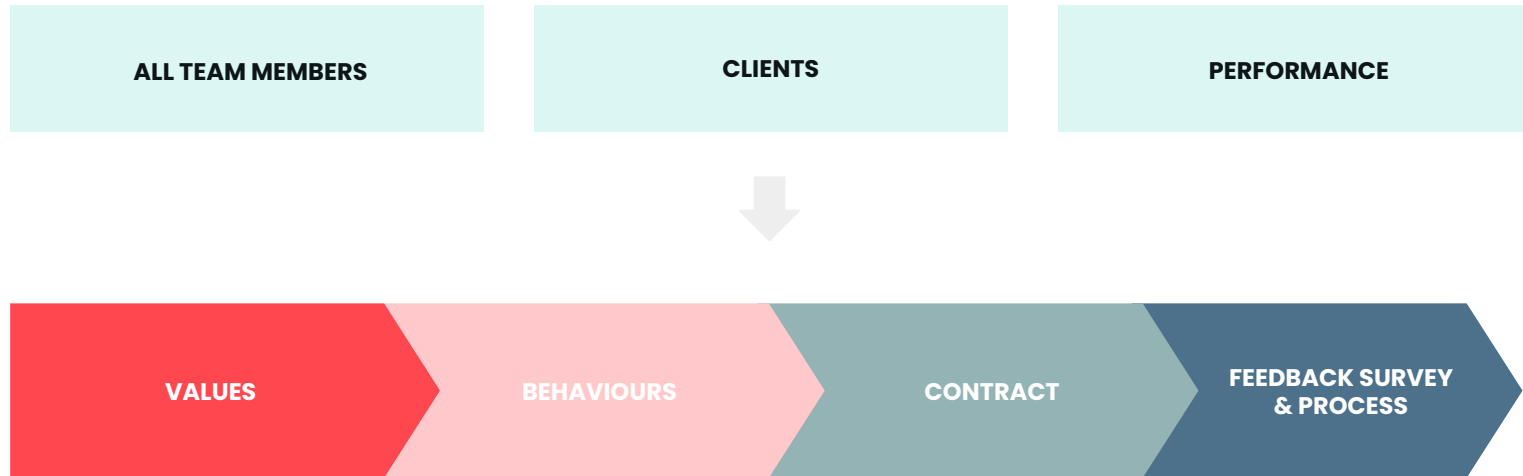 ALL TEAM MEMBERS
CLIENTS
PERFORMANCE
VALUES
BEHAVIOURS
CONTRACT
FEEDBACK SURVEY
& PROCESS